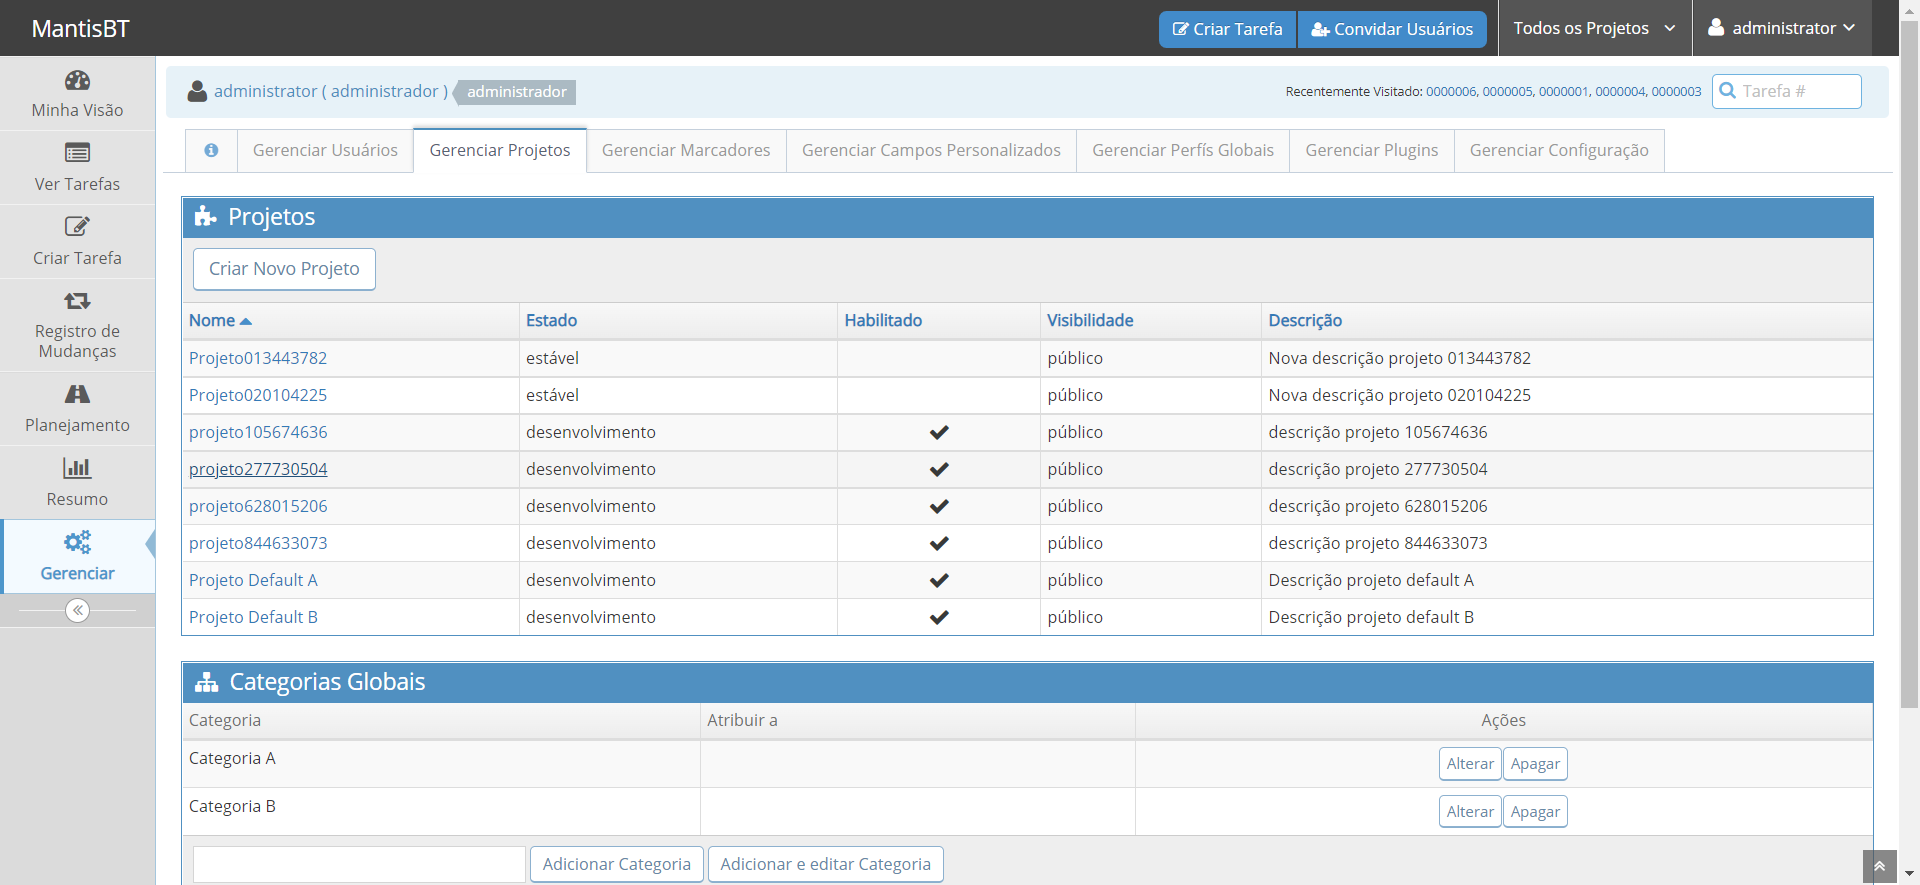 MantisBT
Criar Tarefa
Convidar Usuários
Todos os Projetos
administrator
Minha Visão
Ver Tarefas
Criar Tarefa
Registro de
Mudanças
Planejamento
Resumo
Gerenciar
administrator ( administrador ) administrador
Recentemente Visitado: 0000006, 0000005, 0000001, 0000004, 0000003
Tarefa #
Gerenciar Usuários
Gerenciar Projetos
Gerenciar Marcadores
Gerenciar Campos Personalizados
Gerenciar Perfís Globais
Gerenciar Plugins
Gerenciar Configuração
Projetos
Criar Novo Projeto
Nome Estado Habilitado Visibilidade Descrição
Projeto013443782 estável público Nova descrição projeto 013443782
Projeto020104225 estável público Nova descrição projeto 020104225
projeto105674636 desenvolvimento público descrição projeto 105674636
projeto277730504 desenvolvimento público descrição projeto 277730504
projeto628015206 desenvolvimento público descrição projeto 628015206
projeto844633073 desenvolvimento público descrição projeto 844633073
Projeto Default A desenvolvimento público Descrição projeto default A
Projeto Default B desenvolvimento público Descrição projeto default B
Categorias Globais
Categoria Atribuir a Ações
Categoria A Alterar Apagar
Categoria B Alterar Apagar
Adicionar Categoria Adicionar e editar Categoria